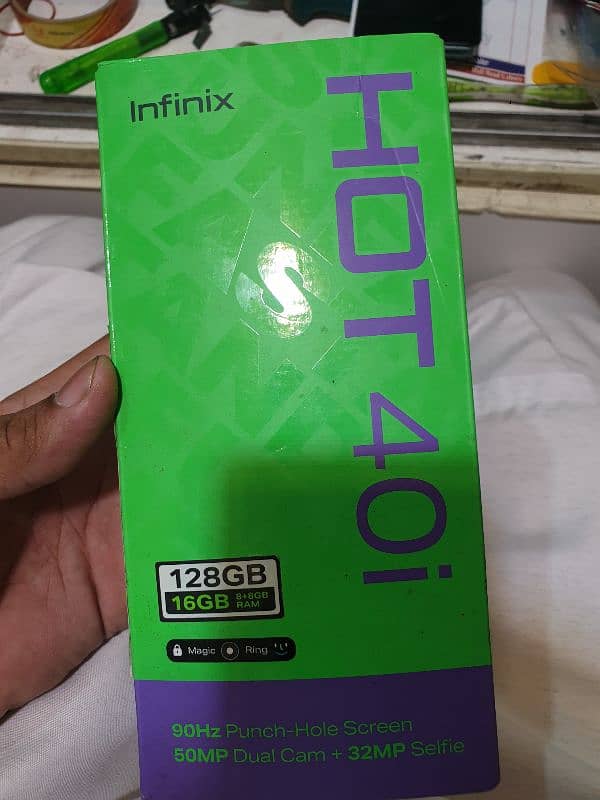 Infinix
HOT 40i
S
128GB
16GB 8+8GB RAM
Magic Ring
90Hz Punch-Hole Screen
50MP Dual Cam + 32MP Selfie